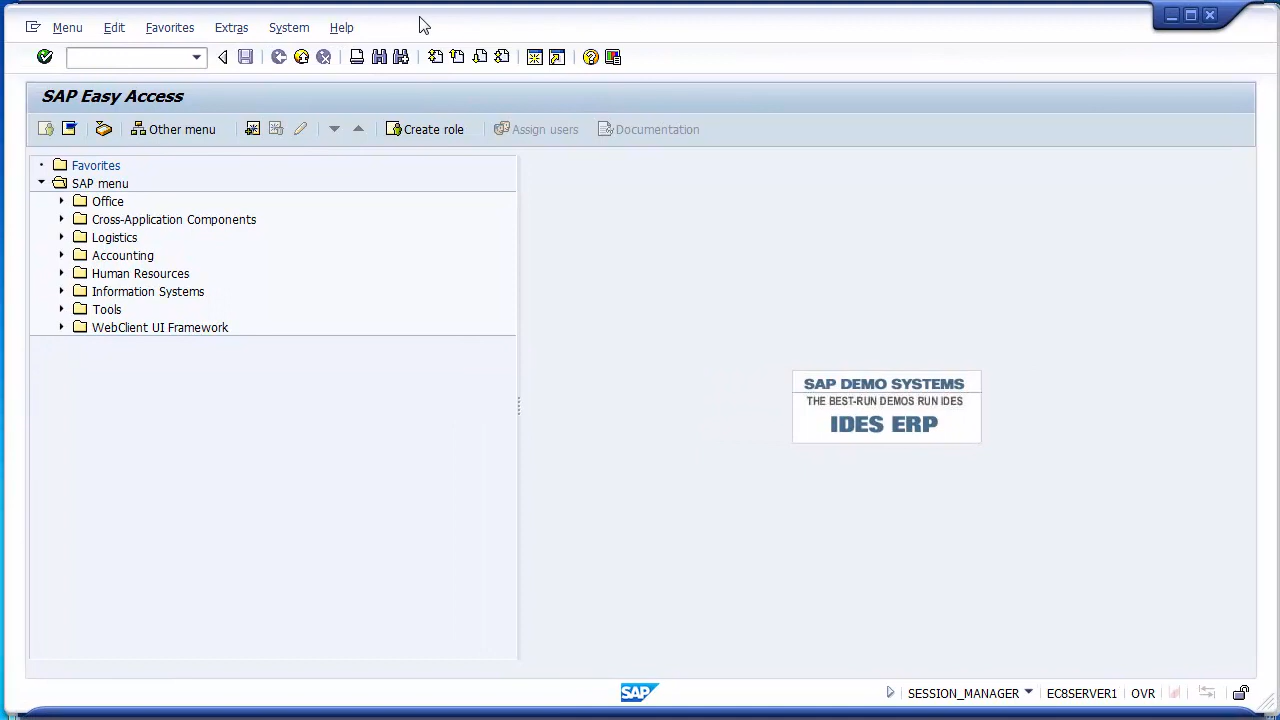 Menu Edit Favorites Extras System Help
SAP Easy Access
Other menu Create role Assign users Documentation
Favorites
SAP menu
Office
Cross-Application Components
Logistics
Accounting
Human Resources
Information Systems
Tools
WebClient UI Framework
SAP DEMO SYSTEMS
THE BEST-RUN DEMOS RUN IDES
IDES ERP
SAP SESSION_MANAGER ECCSERVER1 OVR